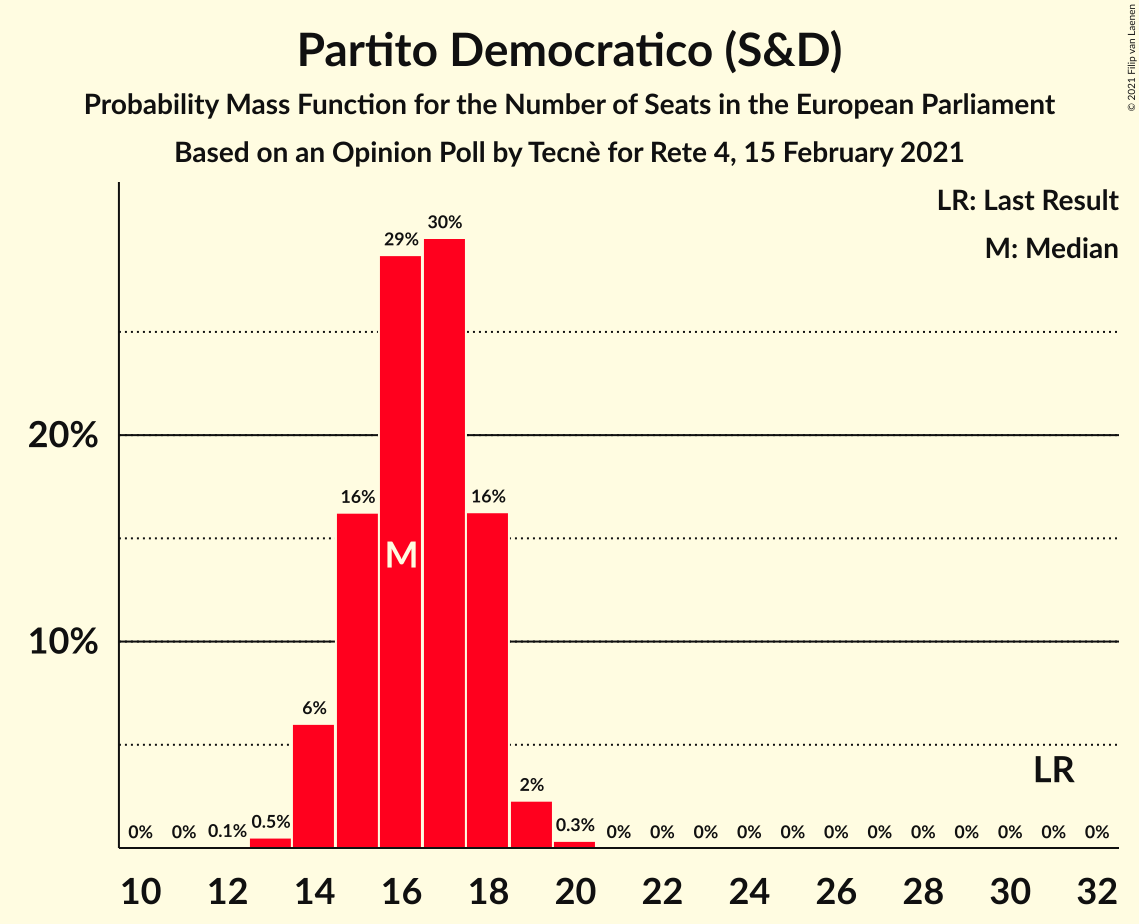 Partito Democratico (S&D)
Probability Mass Function for the Number of Seats in the European Parliament
Based on an Opinion Poll by Tecnè for Rete 4, 15 February 2021
© 2021 Filip van Laenen
LR: Last Result
M: Median
20%
10%
0% 0% 0.1% 0.5% 6% 16% 29% 30% 16% 2% 0.3% 0% 0% 0% 0% 0% 0% 0% 0% 0% 0% 0% 0%
M
LR
10 12 14 16 18 20 22 24 26 28 30 32